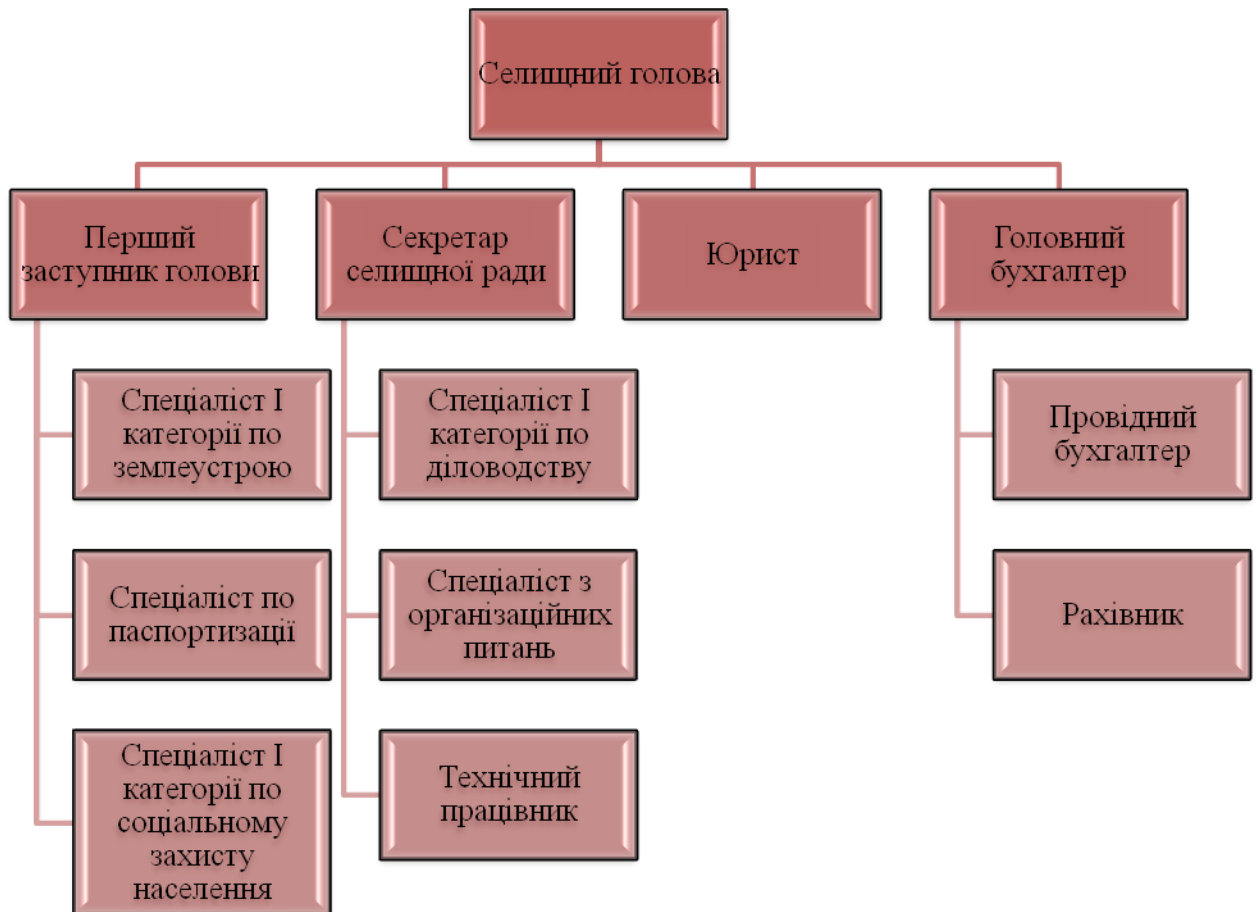 Селищний голова
Перший
заступник голови
Секретар
селищної ради
Юрист
Головний
бухгалтер
Спеціаліст І
категорії по
землеустрою
Спеціаліст І
категорії по
діловодству
Провідний
бухгалтер
Спеціаліст по
паспортизації
Спеціаліст з
організаційних
питань
Рахівник
Спеціаліст І
категорії по
соціальному
захисту
населення
Технічний
працівник